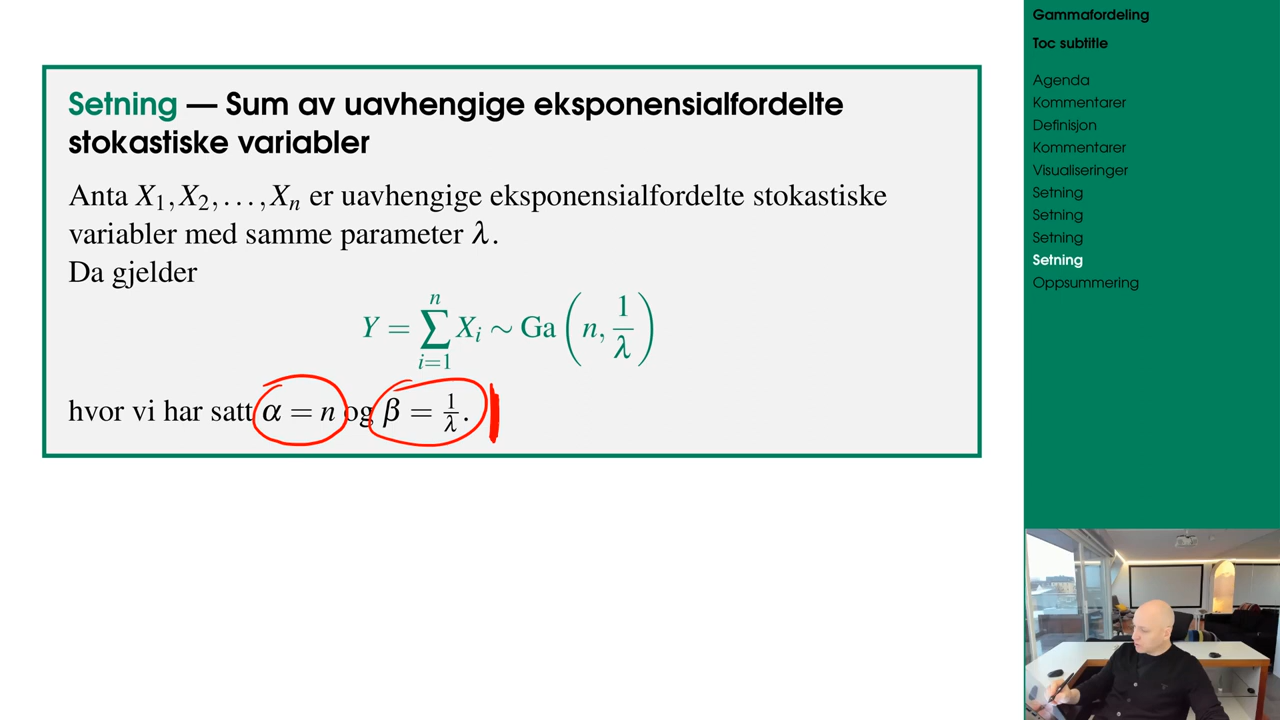 Setning — Sum av uavhengige eksponensialfordelte
stokastiske variabler
Anta X₁, X₂, . . . , Xₙ er uavhengige eksponensialfordelte stokastiske
variabler med samme parameter λ.
Da gjelder
Y = ∑ᵢ₌₁ⁿ Xᵢ ∼ Ga(n, 1/λ)
hvor vi har satt α = n og β = 1/λ.
Gammafordeling
Toc subtitle
Agenda
Kommentarer
Definisjon
Kommentarer
Visualiseringer
Setning
Setning
Setning
Setning
Oppsummering